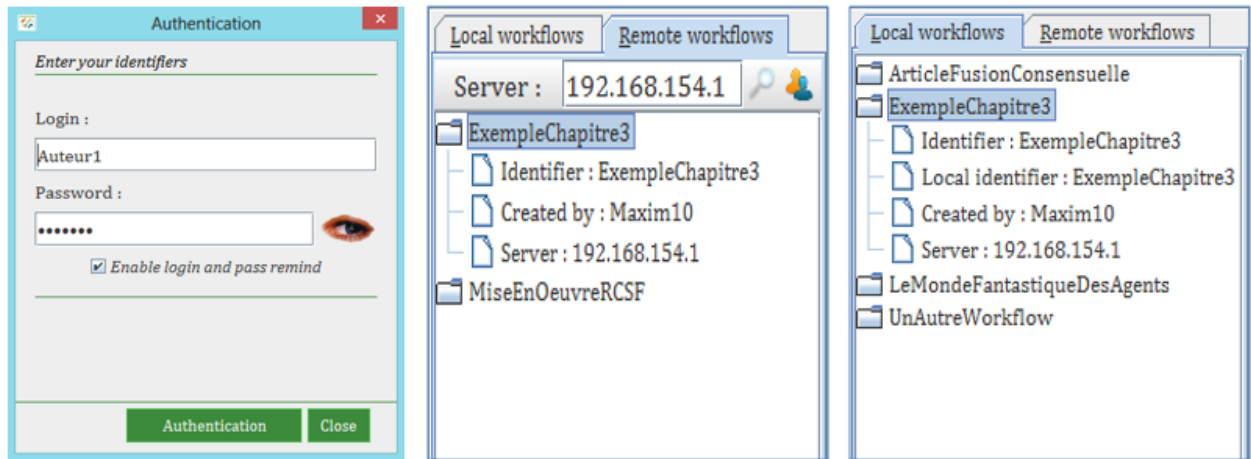 Authentication
Enter your identifiers
Login :
Auteur1
Password :
•••••••
Enable login and pass remind
Authentication Close
Local workflows Remote workflows
Server : 192.168.154.1
ExempleChapitre3
Identifier : ExempleChapitre3
Created by : Maxim10
Server : 192.168.154.1
MiseEnOeuvreRCSF
Local workflows Remote workflows
ArticleFusionConsensuelle
ExempleChapitre3
Identifier : ExempleChapitre3
Local identifier : ExempleChapitre3
Created by : Maxim10
Server : 192.168.154.1
LeMondeFantastiqueDesAgents
UnAutreWorkflow